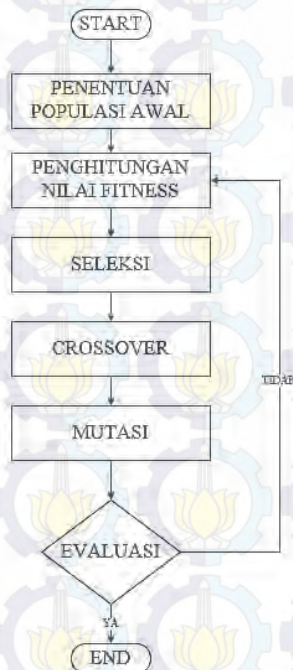 START
PENENTUAN
POPULASI AWAL
PENGHITUNGAN
NILAI FITNESS
SELEKSI
CROSSOVER
TIDAK
MUTASI
EVALUASI
YA
END